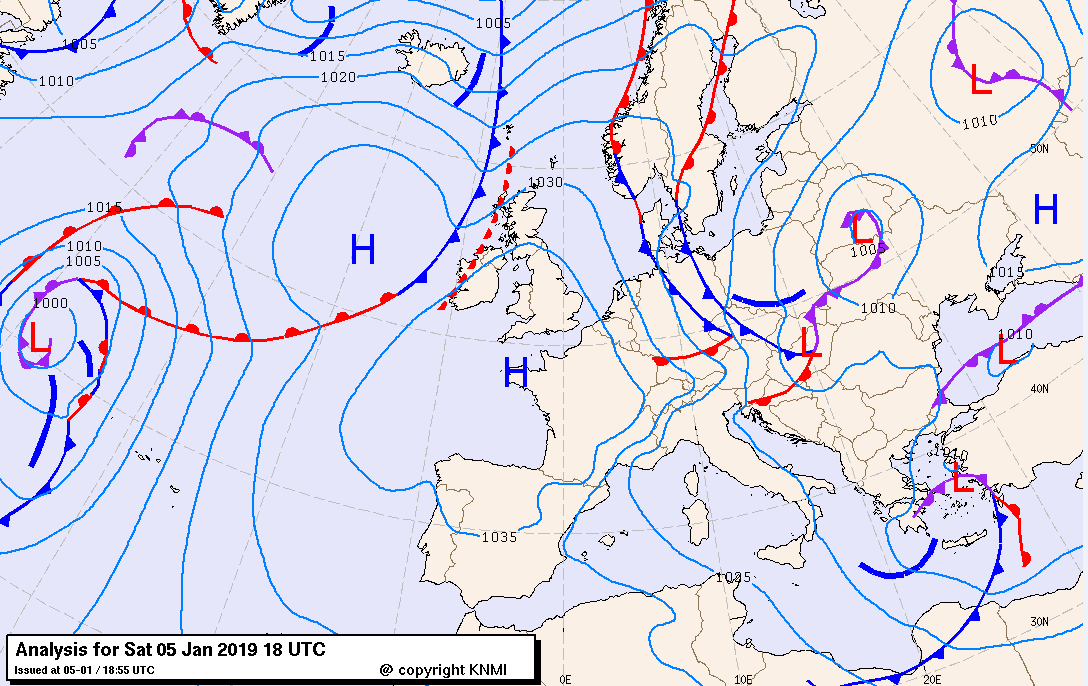 1005
1005
1015
1010
1020
1010
50N
1030
1015
H
H
L
L
1010
1005
1015
1000
1010
L
L
1010
L
H
40N
1010
L
1035
1025
30N
Analysis for Sat 05 Jan 2019 18 UTC
Issued at 05-01 / 18:55 UTC
@ copyright KNMI
0E
10E
20E